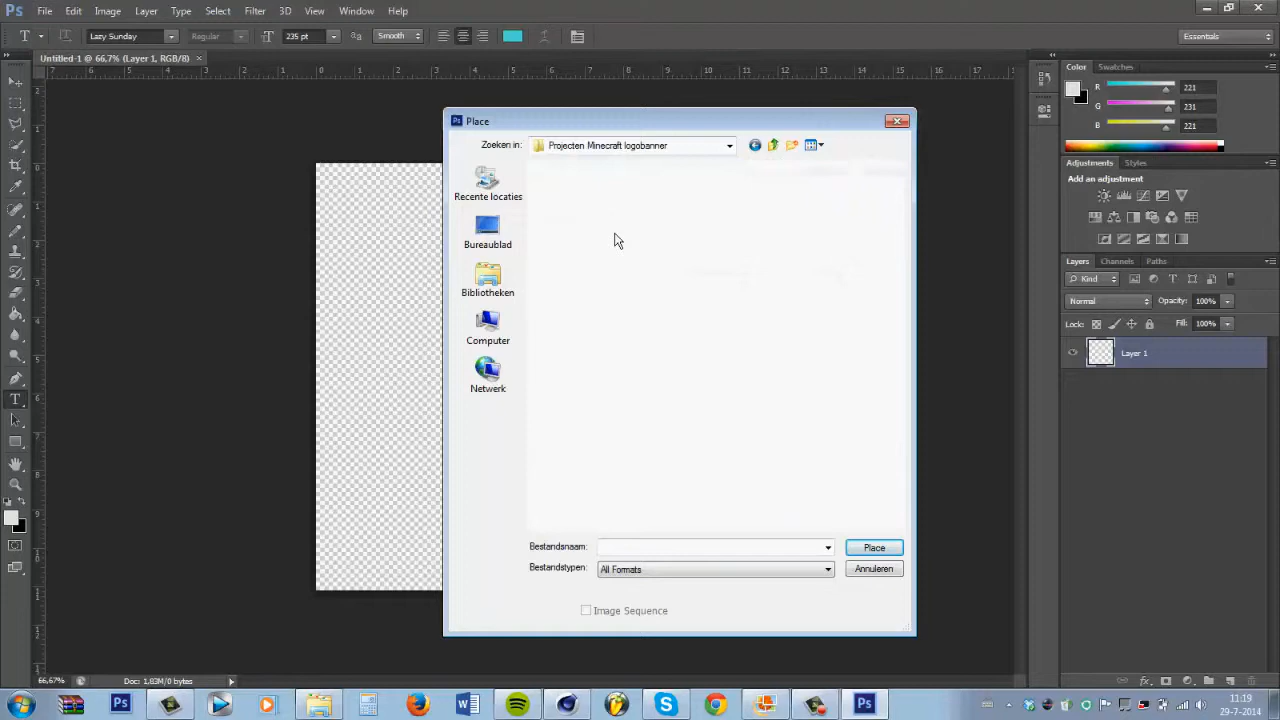 Ps File Edit Image Layer Type Select Filter 3D View Window Help
T Lazy Sunday Regular 235 pt Smooth Essentials
Untitled-1 @ 66,7% (Layer 1, RGB/8) ×
Color Swatches
R 221
G 231
B 221
Adjustments Styles
Add an adjustment
Layers Channels Paths
Kind
Normal Opacity: 100%
Lock: Fill: 100%
Layer 1
Ps Place
Zoeken in: Projecten Minecraft logobanner
Recente locaties
Bureaublad
Bibliotheken
Computer
Netwerk
Bestandsnaam: Place
Bestandstypen: All Formats Annuleren
Image Sequence
66,67% Doc: 1,83M/0 bytes
11:19
29-7-2014